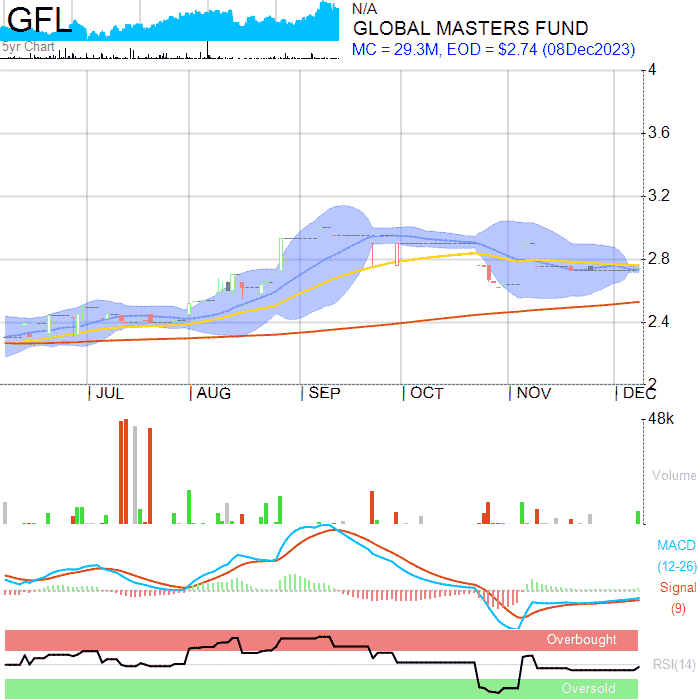 GFL
N/A
GLOBAL MASTERS FUND
5yr Chart
MC = 29.3M, EOD = $2.74 (08Dec2023)
4
3.6
3.2
2.8
2.4
2
JUL AUG SEP OCT NOV DEC
48k
Volume
MACD
(12-26)
Signal
(9)
Overbought
RSI(14)
Oversold